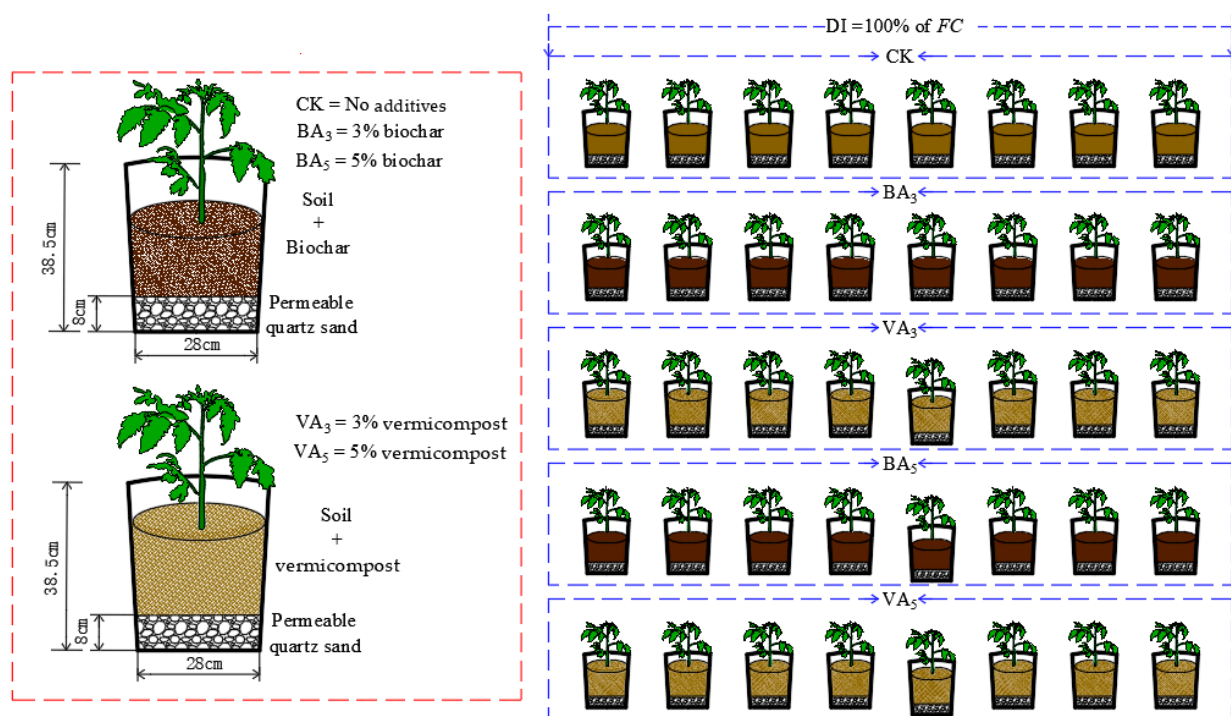 CK = No additives
BA3 = 3% biochar
BA5 = 5% biochar
Soil
+
Biochar
38.5cm
8cm
Permeable
quartz sand
28cm
VA3 = 3% vermicompost
VA5 = 5% vermicompost
Soil
+
vermicompost
38.5cm
8cm
Permeable
quartz sand
28cm
DI =100% of FC
CK
BA3
VA3
BA5
VA5